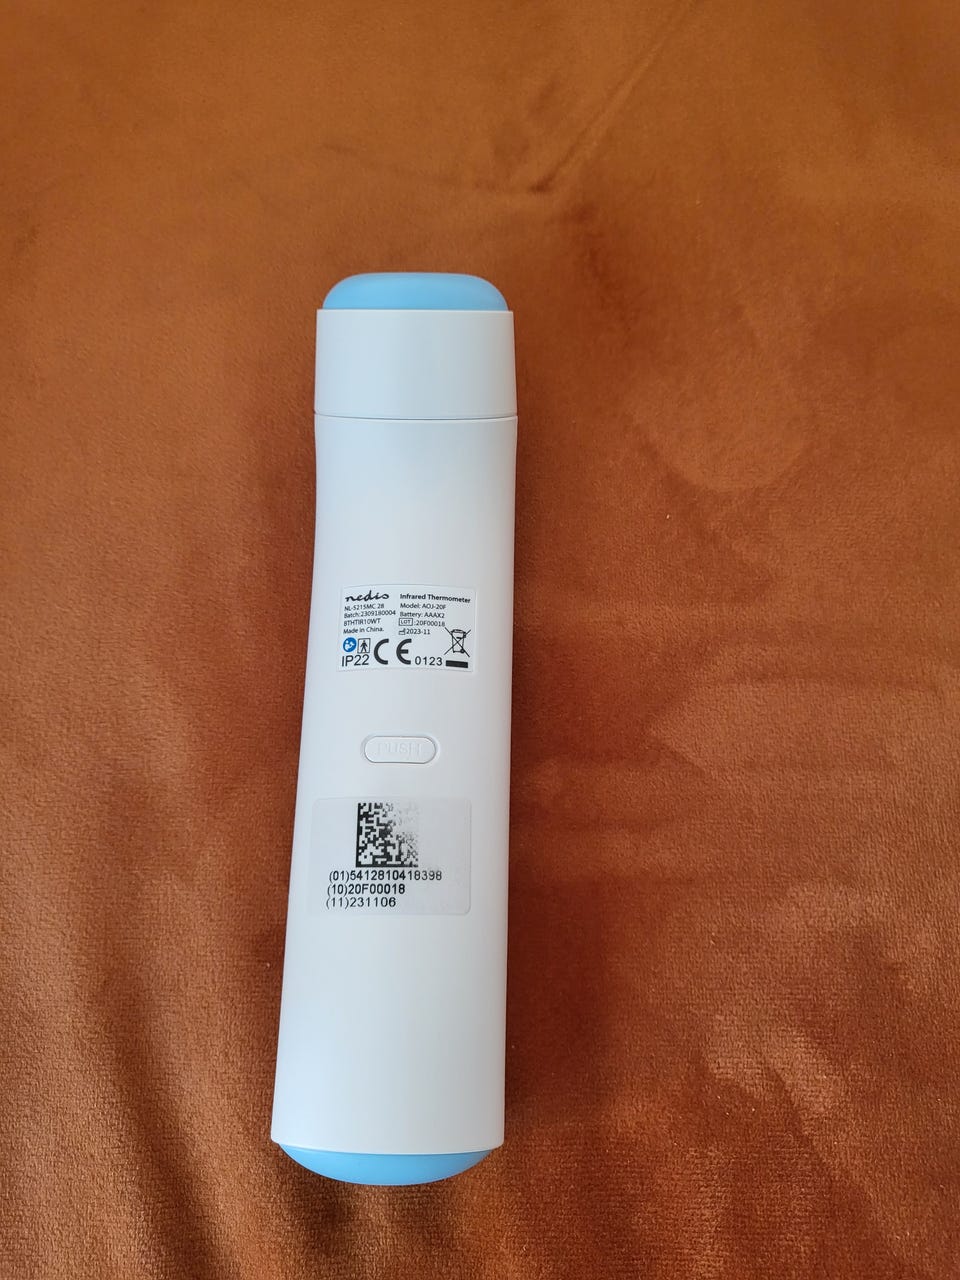 nedis
NL-5215MC 28
Batch:2309180004
BTHTIR10WT
Made in China.
IP22
CE 0123
Infrared Thermometer
Model: AOJ-20F
Battery: AAAX2
LOT :20F00018
2023-11
PUSH
(01)5412810418398
(10)20F00018
(11)231106